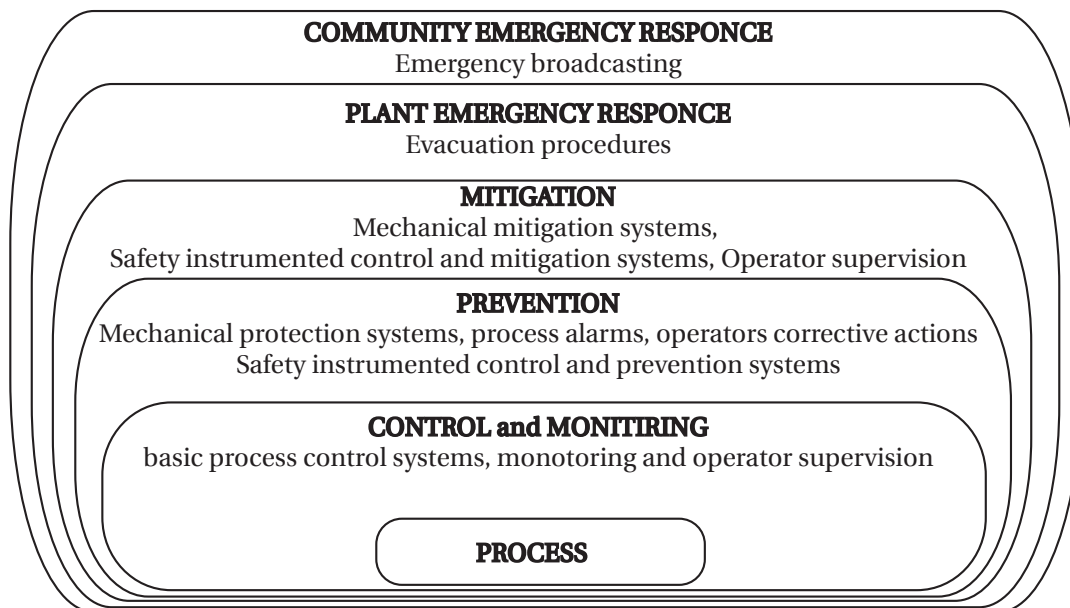 COMMUNITY EMERGENCY RESPONCE
Emergency broadcasting
PLANT EMERGENCY RESPONCE
Evacuation procedures
MITIGATION
Mechanical mitigation systems,
Safety instrumented control and mitigation systems, Operator supervision
PREVENTION
Mechanical protection systems, process alarms, operators corrective actions
Safety instrumented control and prevention systems
CONTROL and MONITIRING
basic process control systems, monotoring and operator supervision
PROCESS